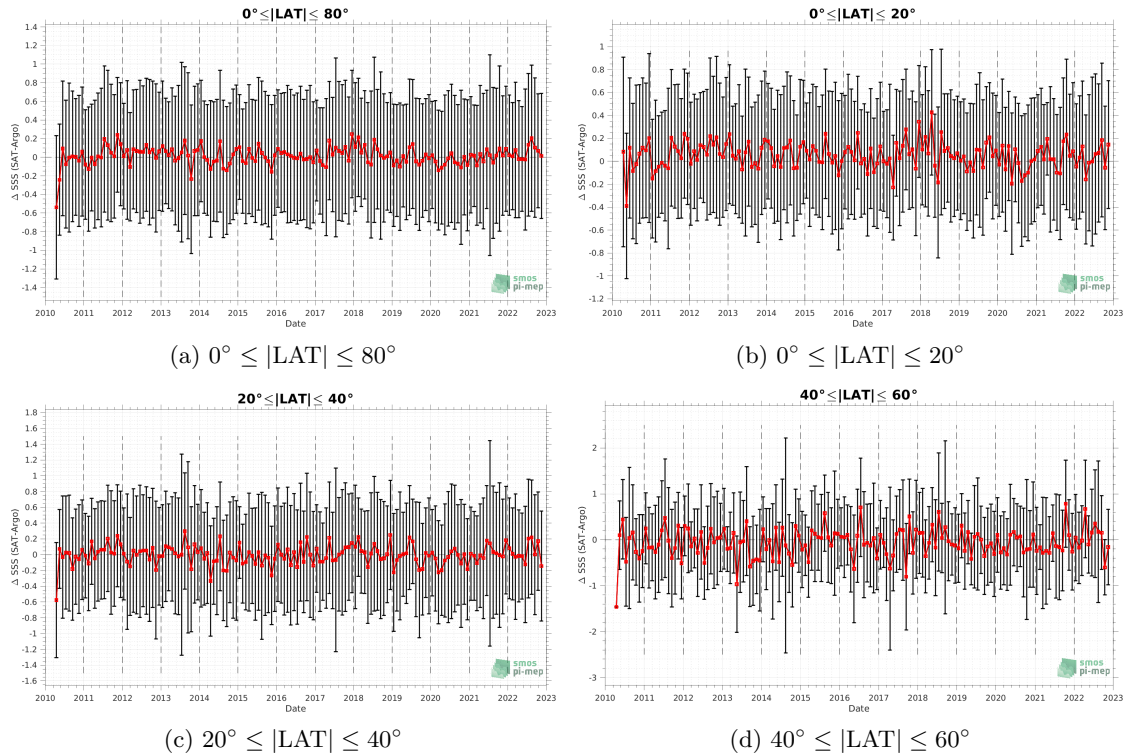 0°≤|LAT|≤ 80°
1.4
1.2
1
0.8
0.6
0.4
0.2
0
-0.2
-0.4
-0.6
-0.8
-1
-1.2
-1.4
Δ SSS (SAT-Argo)
2010 2011 2012 2013 2014 2015 2016 2017 2018 2019 2020 2021 2022 2023
Date
smos
pi-mep
(a) 0° ≤ |LAT| ≤ 80°
0°≤|LAT|≤ 20°
1
0.8
0.6
0.4
0.2
0
-0.2
-0.4
-0.6
-0.8
-1
-1.2
Δ SSS (SAT-Argo)
2010 2011 2012 2013 2014 2015 2016 2017 2018 2019 2020 2021 2022 2023
Date
smos
pi-mep
(b) 0° ≤ |LAT| ≤ 20°
20°≤|LAT|≤ 40°
1.8
1.6
1.4
1.2
1
0.8
0.6
0.4
0.2
0
-0.2
-0.4
-0.6
-0.8
-1
-1.2
-1.4
-1.6
Δ SSS (SAT-Argo)
2010 2011 2012 2013 2014 2015 2016 2017 2018 2019 2020 2021 2022 2023
Date
smos
pi-mep
(c) 20° ≤ |LAT| ≤ 40°
40°≤|LAT|≤ 60°
2
1
0
-1
-2
-3
Δ SSS (SAT-Argo)
2010 2011 2012 2013 2014 2015 2016 2017 2018 2019 2020 2021 2022 2023
Date
smos
pi-mep
(d) 40° ≤ |LAT| ≤ 60°